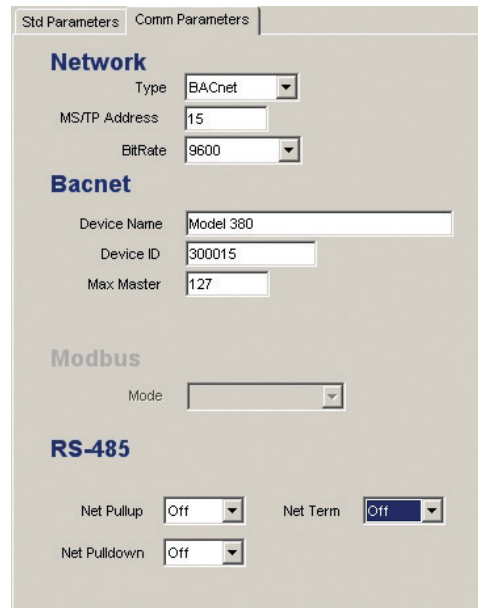 Std Parameters Comm Parameters
Network
Type BACnet
MS/TP Address 15
BitRate 9600
Bacnet
Device Name Model 380
Device ID 300015
Max Master 127
Modbus
Mode
RS-485
Net Pullup Off Net Term Off
Net Pulldown Off